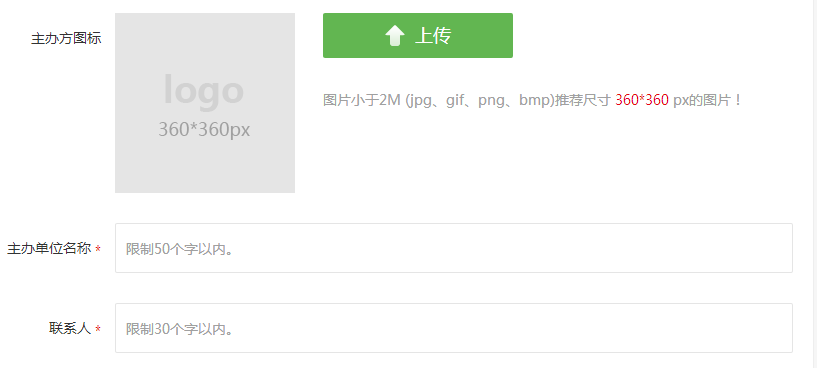 主办方图标
logo
360*360px
上传
图片小于2M (jpg、gif、png、bmp)推荐尺寸 360*360 px的图片！
主办单位名称 *
限制50个字以内。
联系人 *
限制30个字以内。